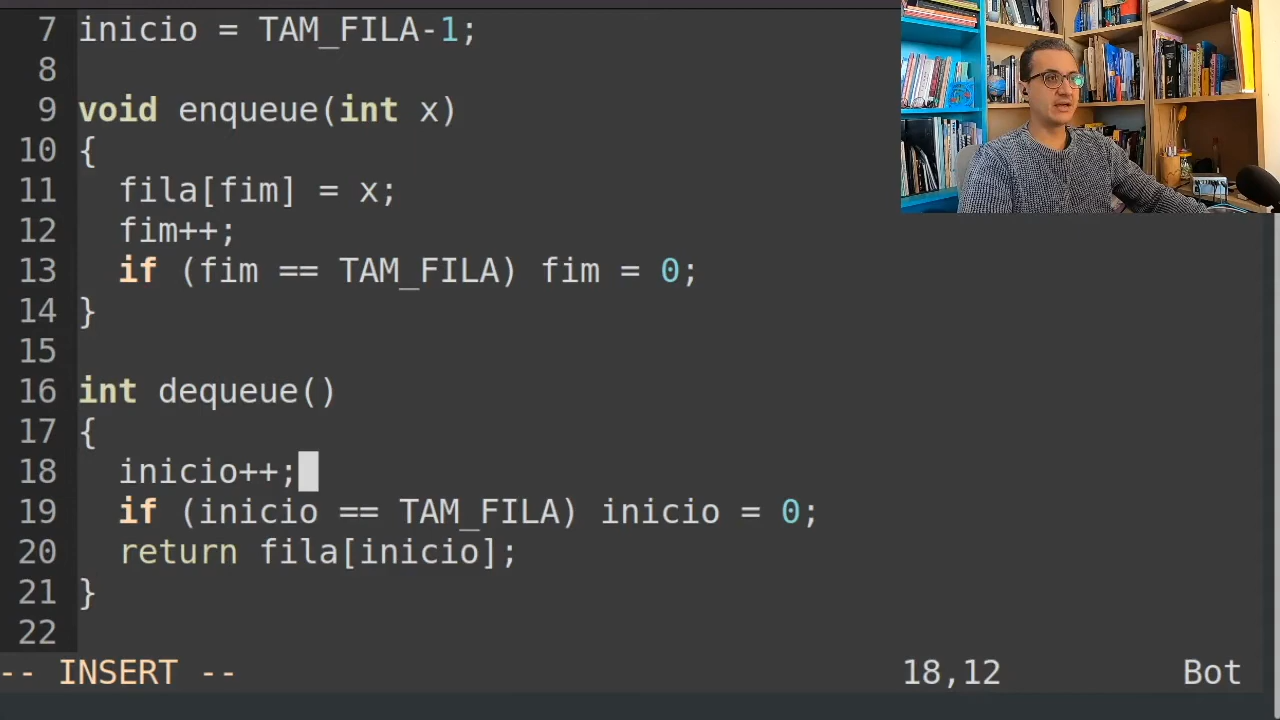 7 inicio = TAM_FILA-1;
8
9 void enqueue(int x)
10 {
11   fila[fim] = x;
12   fim++;
13   if (fim == TAM_FILA) fim = 0;
14 }
15
16 int dequeue()
17 {
18   inicio++;
19   if (inicio == TAM_FILA) inicio = 0;
20   return fila[inicio];
21 }
22
-- INSERT -- 18,12 Bot